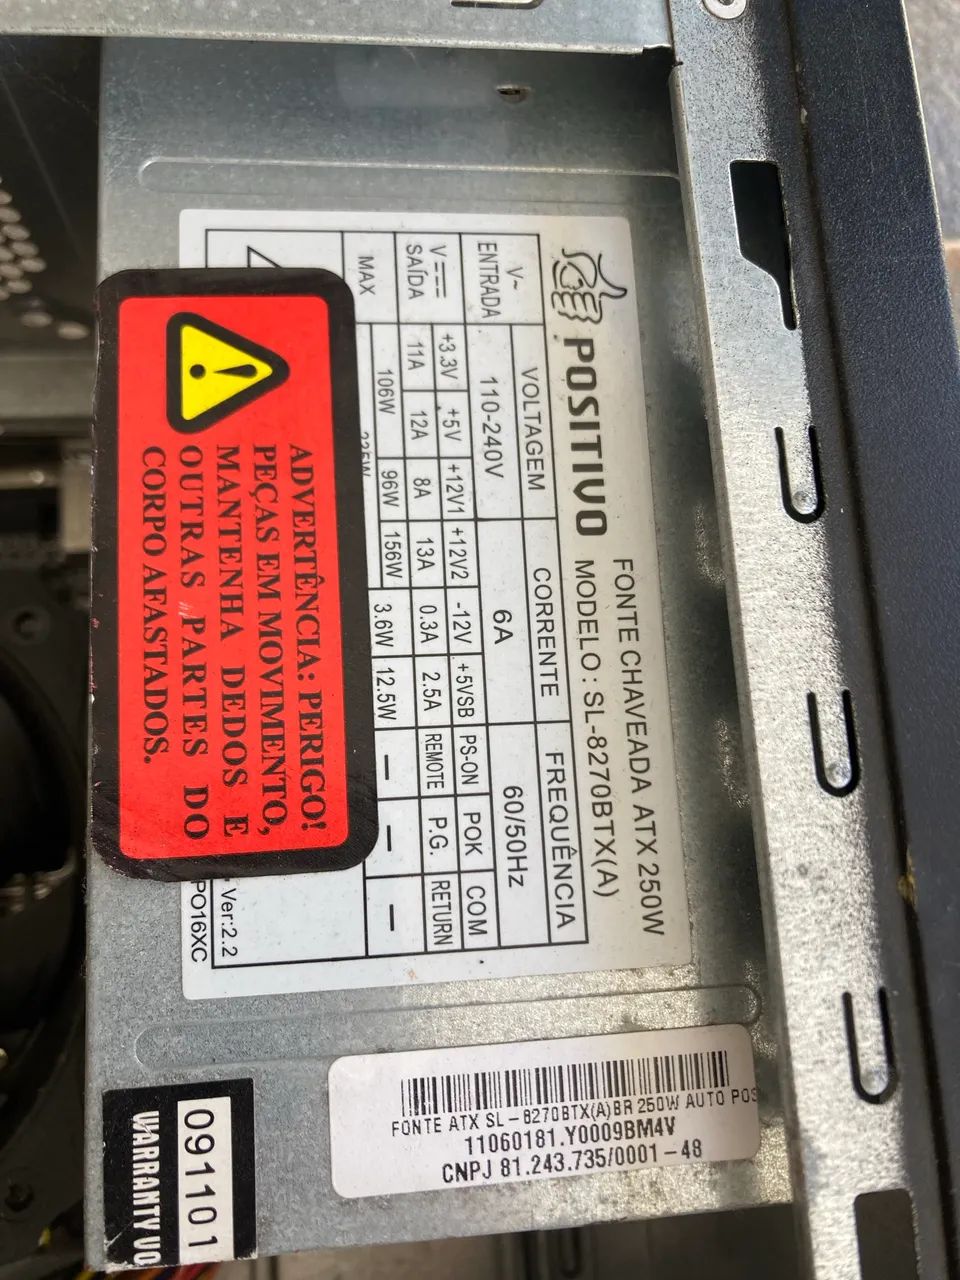 FONTE CHAVEADA ATX 250W
POSITIVO MODELO : SL-8270BTX(A)
V~ ENTRADA VOLTAGEM CORRENTE FREQUÊNCIA
110-240V 6A 60/50Hz
V SAÍDA +3.3V +5V +12V1 +12V2 -12V +5VSB PS-ON POK COM
11A 12A 8A 13A 0.3A 2.5A REMOTE P.G. RETURN
MAX 106W 96W 156W 3.6W 12.5W — — —
235W
Ver:2.2
PO16XC
ADVERTÊNCIA: PERIGO!
PEÇAS EM MOVIMENTO,
MANTENHA DEDOS E
OUTRAS PARTES DO
CORPO AFASTADOS.
FONTE ATX SL-8270BTX(A)BR 250W AUTO POS
11060181.Y0009BM4V
CNPJ 81.243.735/0001-48
091101
WARRANTY VO